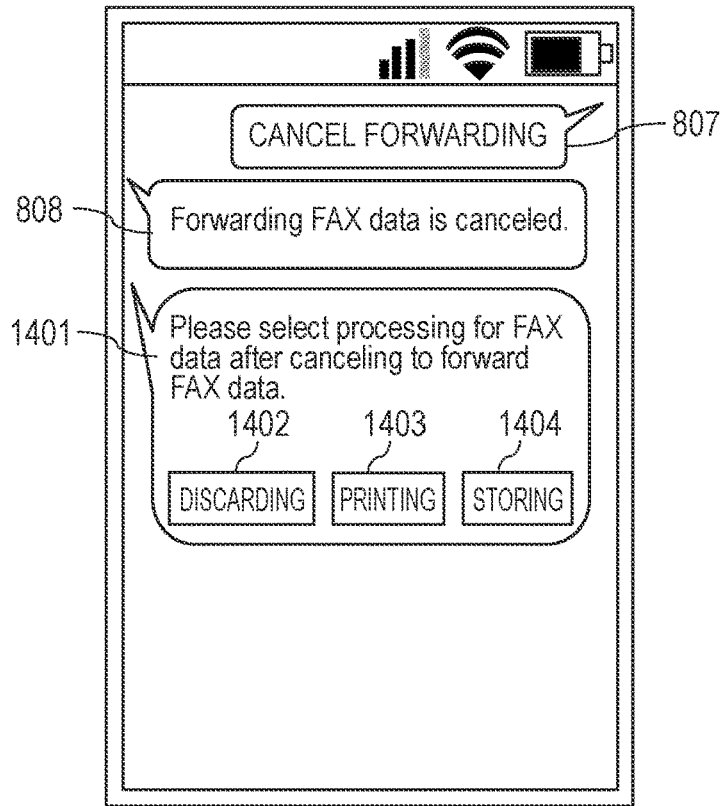 CANCEL FORWARDING
807
808
Forwarding FAX data is canceled.
1401
Please select processing for FAX
data after canceling to forward
FAX data.
1402 1403 1404
DISCARDING PRINTING STORING